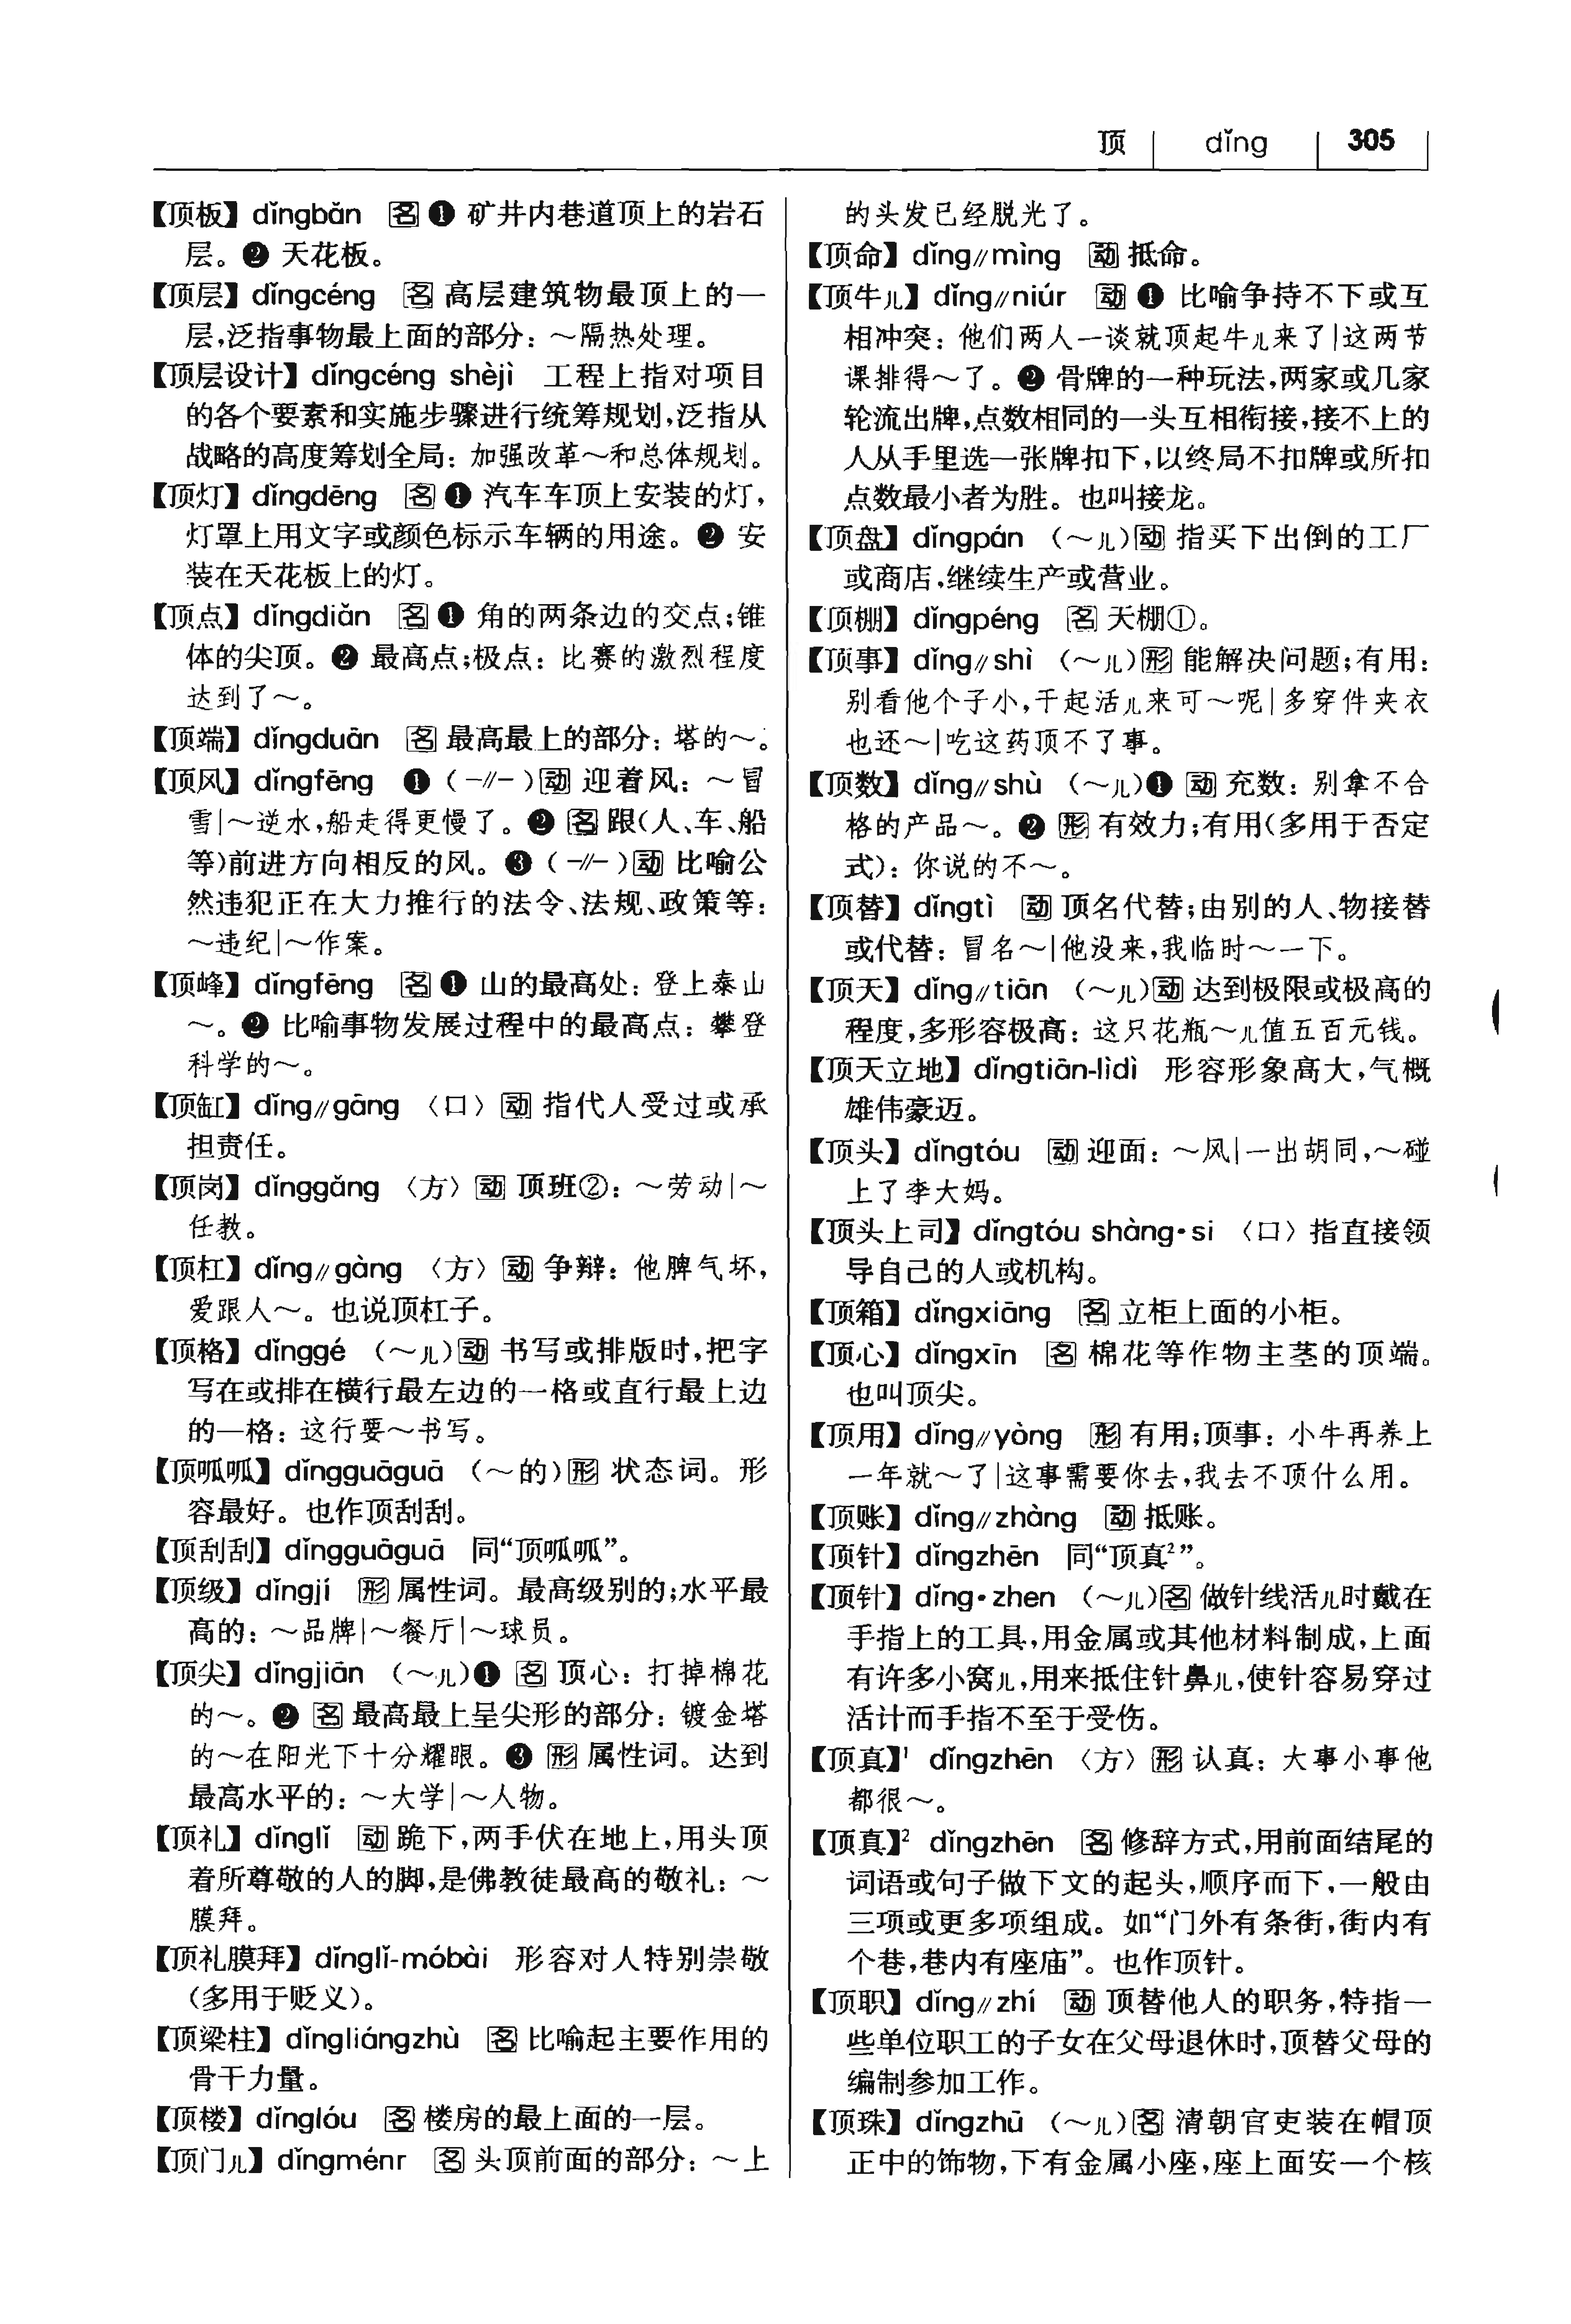 顶 dǐng 305
【顶板】dǐngbǎn 名❶ 矿井内巷道顶上的岩石
层。❷ 天花板。
【顶层】dǐngcéng 名 高层建筑物最顶上的一
层,泛指事物最上面的部分：～隔热处理。
【顶层设计】dǐngcéng shèjì 工程上指对项目
的各个要素和实施步骤进行统筹规划,泛指从
战略的高度筹划全局：加强改革～和总体规划。
【顶灯】dǐngdēng 名❶ 汽车车顶上安装的灯,
灯罩上用文字或颜色标示车辆的用途。❷ 安
装在天花板上的灯。
【顶点】dǐngdiǎn 名❶ 角的两条边的交点;锥
体的尖顶。❷ 最高点;极点：比赛的激烈程度
达到了～。
【顶端】dǐngduān 名 最高最上的部分：塔的～。
【顶风】dǐngfēng ❶（-∥-）动 迎着风：～冒
雪|～逆水,船走得更慢了。❷ 名 跟(人、车、船
等)前进方向相反的风。❸（-∥-）动 比喻公
然违犯正在大力推行的法令、法规、政策等：
～违纪|～作案。
【顶峰】dǐngfēng 名❶ 山的最高处：登上泰山
～。❷ 比喻事物发展过程中的最高点：攀登
科学的～。
【顶缸】dǐng∥gāng 〈口〉动 指代人受过或承
担责任。
【顶岗】dǐnggǎng 〈方〉动 顶班②：～劳动|～
任教。
【顶杠】dǐng∥gàng 〈方〉动 争辩：他脾气坏,
爱跟人～。也说顶杠子。
【顶格】dǐnggé （～儿）动 书写或排版时,把字
写在或排在横行最左边的一格或直行最上边
的一格：这行要～书写。
【顶呱呱】dǐngguāguā （～的）形 状态词。形
容最好。也作顶刮刮。
【顶刮刮】dǐngguāguā 同“顶呱呱”。
【顶级】dǐngjí 形 属性词。最高级别的;水平最
高的：～品牌|～餐厅|～球员。
【顶尖】dǐngjiān （～儿）❶ 名 顶心：打掉棉花
的～。❷ 名 最高最上呈尖形的部分：镀金塔
的～在阳光下十分耀眼。❸ 形 属性词。达到
最高水平的：～大学|～人物。
【顶礼】dǐnglǐ 动 跪下,两手伏在地上,用头顶
着所尊敬的人的脚,是佛教徒最高的敬礼：～
膜拜。
【顶礼膜拜】dǐnglǐ-móbài 形容对人特别崇敬
（多用于贬义）。
【顶梁柱】dǐngliángzhù 名 比喻起主要作用的
骨干力量。
【顶楼】dǐnglóu 名 楼房的最上面的一层。
【顶门儿】dǐngménr 名 头顶前面的部分：～上
的头发已经脱光了。
【顶命】dǐng∥mìng 动 抵命。
【顶牛儿】dǐng∥niúr 动❶ 比喻争持不下或互
相冲突：他们两人一谈就顶起牛儿来了|这两节
课排得～了。❷ 骨牌的一种玩法,两家或几家
轮流出牌,点数相同的一头互相衔接,接不上的
人从手里选一张牌扣下,以终局不扣牌或所扣
点数最小者为胜。也叫接龙。
【顶盘】dǐngpán （～儿）动 指买下出倒的工厂
或商店,继续生产或营业。
【顶棚】dǐngpéng 名 天棚①。
【顶事】dǐng∥shì （～儿）形 能解决问题;有用：
别看他个子小,干起活儿来可～呢|多穿件夹衣
也还～|吃这药顶不了事。
【顶数】dǐng∥shù （～儿）❶ 动 充数：别拿不合
格的产品～。❷ 形 有效力;有用(多用于否定
式)：你说的不～。
【顶替】dǐngtì 动 顶名代替;由别的人、物接替
或代替：冒名～|他没来,我临时～一下。
【顶天】dǐng∥tiān （～儿）动 达到极限或极高的
程度,多形容极高：这只花瓶～儿值五百元钱。
【顶天立地】dǐngtiān-lìdì 形容形象高大,气概
雄伟豪迈。
【顶头】dǐngtóu 动 迎面：～风|一出胡同,～碰
上了李大妈。
【顶头上司】dǐngtóu shàng·si 〈口〉指直接领
导自己的人或机构。
【顶箱】dǐngxiāng 名 立柜上面的小柜。
【顶心】dǐngxīn 名 棉花等作物主茎的顶端。
也叫顶尖。
【顶用】dǐng∥yòng 形 有用;顶事：小牛再养上
一年就～了|这事需要你去,我去不顶什么用。
【顶账】dǐng∥zhàng 动 抵账。
【顶针】dǐngzhēn 同“顶真²”。
【顶针】dǐng·zhen （～儿）名 做针线活儿时戴在
手指上的工具,用金属或其他材料制成,上面
有许多小窝儿,用来抵住针鼻儿,使针容易穿过
活计而手指不至于受伤。
【顶真】¹ dǐngzhēn 〈方〉形 认真：大事小事他
都很～。
【顶真】² dǐngzhēn 名 修辞方式,用前面结尾的
词语或句子做下文的起头,顺序而下,一般由
三项或更多项组成。如“门外有条街,街内有
个巷,巷内有座庙”。也作顶针。
【顶职】dǐng∥zhí 动 顶替他人的职务,特指一
些单位职工的子女在父母退休时,顶替父母的
编制参加工作。
【顶珠】dǐngzhū （～儿）名 清朝官吏装在帽顶
正中的饰物,下有金属小座,座上面安一个核